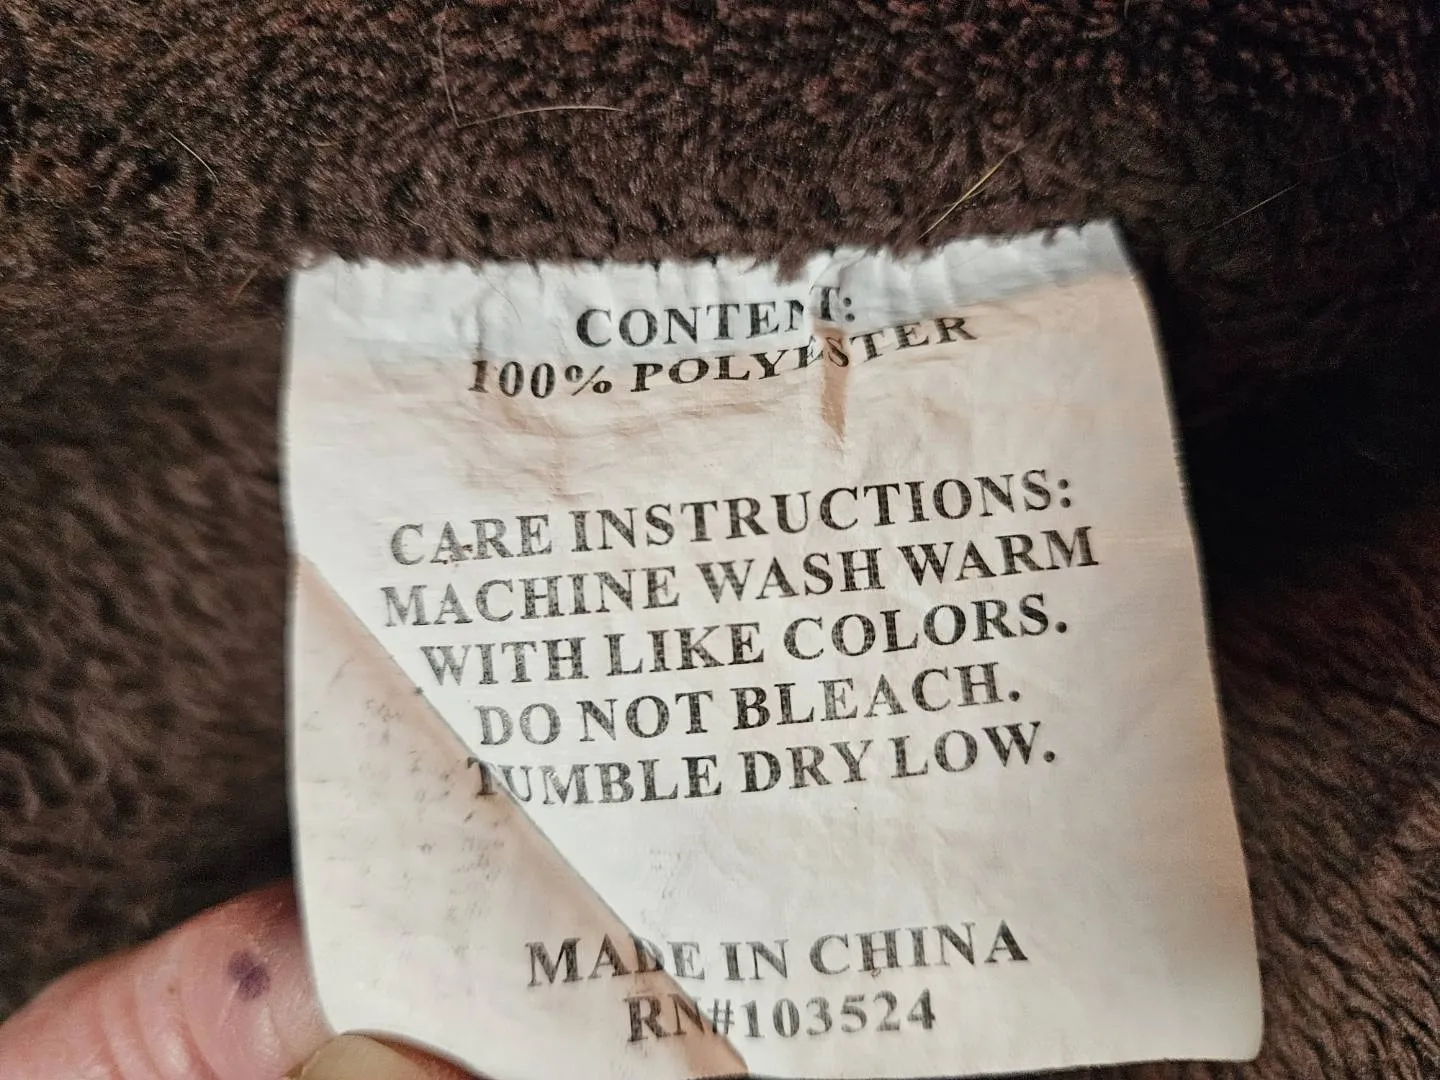 CONTENT:
100% POLYESTER
CARE INSTRUCTIONS:
MACHINE WASH WARM
WITH LIKE COLORS.
DO NOT BLEACH.
TUMBLE DRY LOW.
MADE IN CHINA
RN#103524